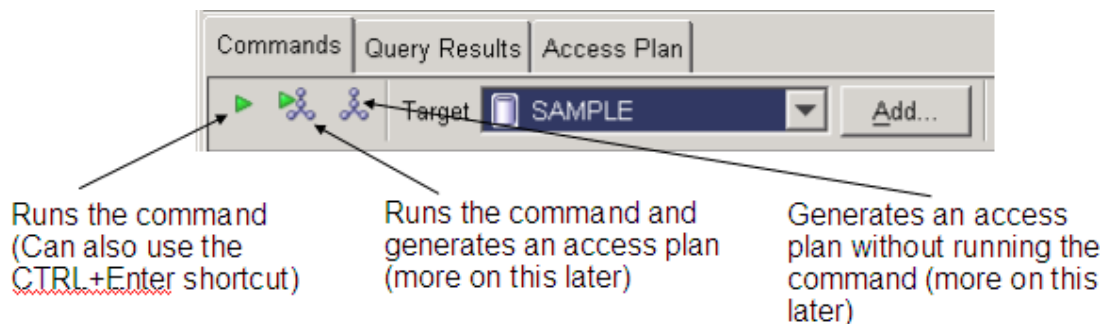 Commands Query Results Access Plan
Target SAMPLE Add...
Runs the command
(Can also use the
CTRL+Enter shortcut)
Runs the command and
generates an access plan
(more on this later)
Generates an access
plan without running the
command (more on this
later)